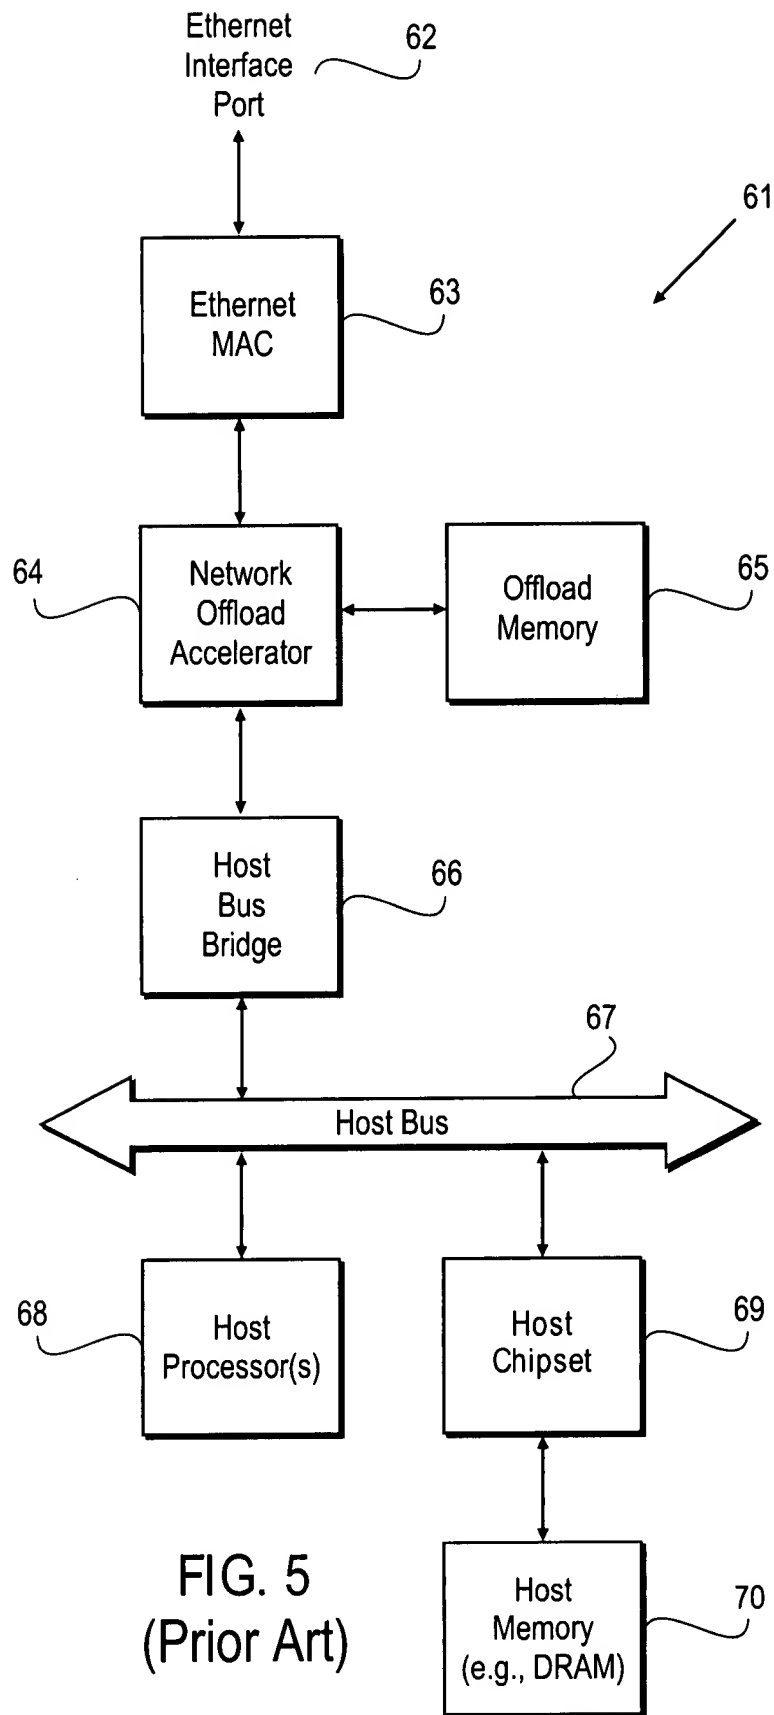 Ethernet
Interface
Port
62
61
Ethernet
MAC
63
64
Network
Offload
Accelerator
Offload
Memory
65
Host
Bus
Bridge
66
67
Host Bus
68
Host
Processor(s)
Host
Chipset
69
FIG. 5
(Prior Art)
Host
Memory
(e.g., DRAM)
70